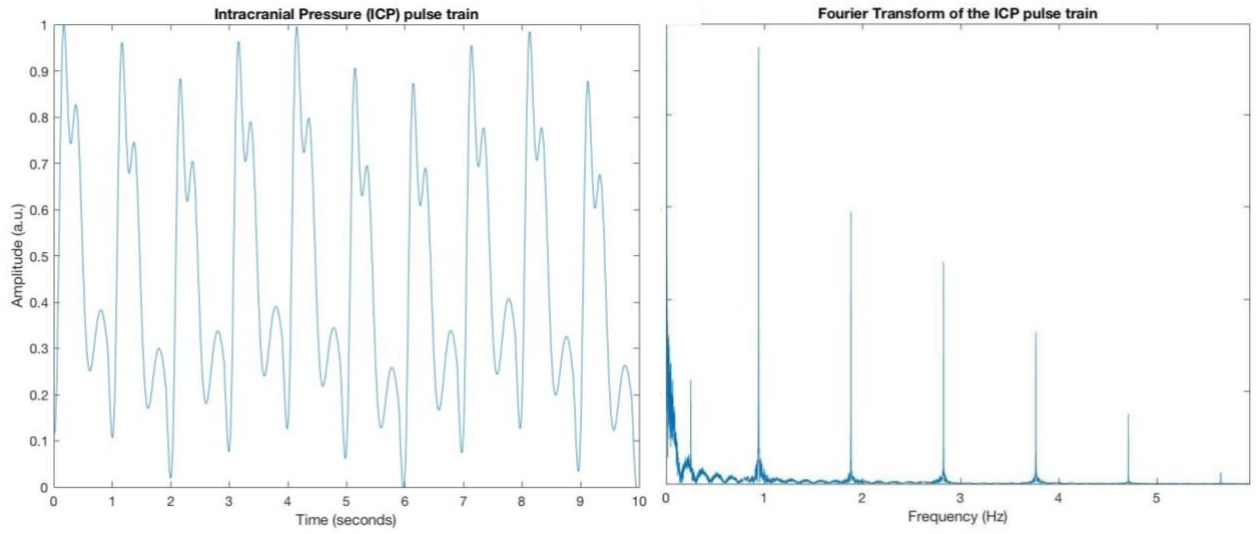 Intracranial Pressure (ICP) pulse train
Amplitude (a.u.)
1
0.9
0.8
0.7
0.6
0.5
0.4
0.3
0.2
0.1
0
0 1 2 3 4 5 6 7 8 9 10
Time (seconds)
Fourier Transform of the ICP pulse train
0 1 2 3 4 5
Frequency (Hz)